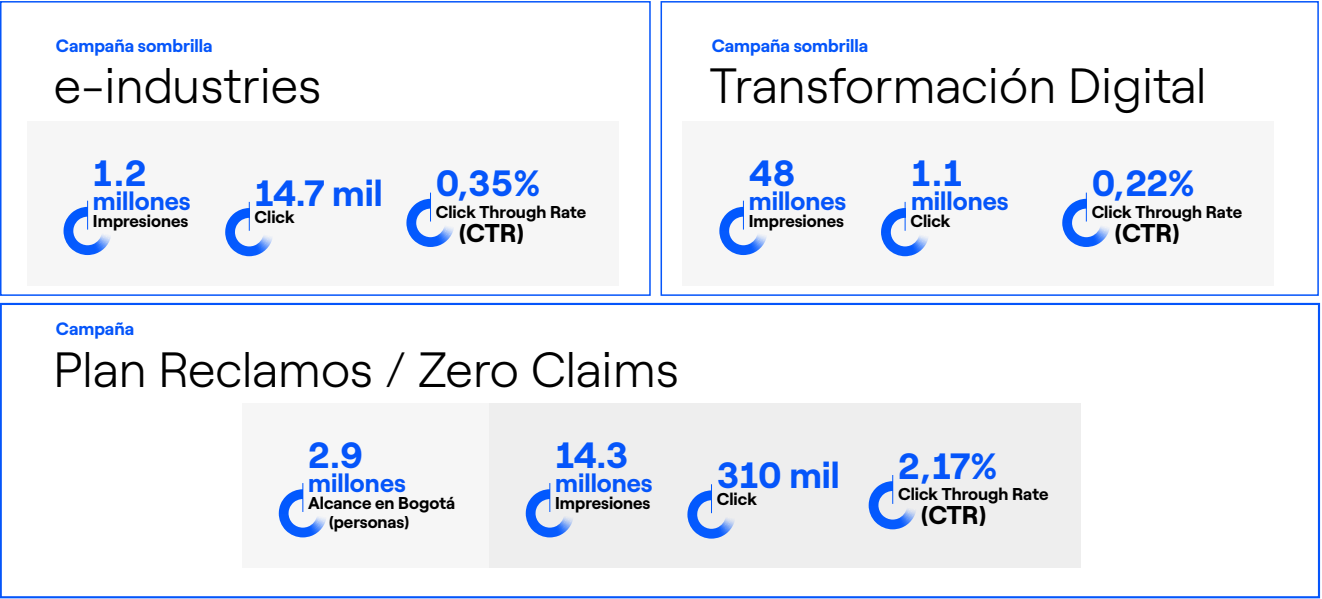 Campaña sombrilla
e-industries
1.2
millones
Impresiones
14.7 mil
Click
0,35%
Click Through Rate
(CTR)
Campaña sombrilla
Transformación Digital
48
millones
Impresiones
1.1
millones
Click
0,22%
Click Through Rate
(CTR)
Campaña
Plan Reclamos / Zero Claims
2.9
millones
Alcance en Bogotá
(personas)
14.3
millones
Impresiones
310 mil
Click
2,17%
Click Through Rate
(CTR)